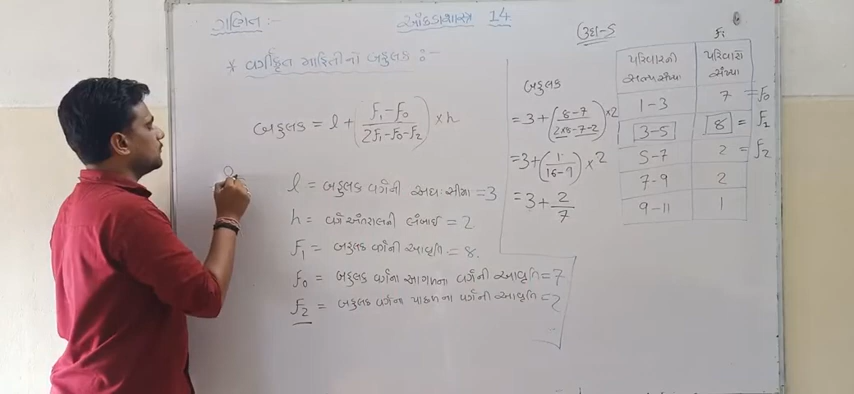 ગણિત :-
આંકડાશાસ્ત્ર 14
* વર્ગીકૃત માહિતીનો બહુલક :-
બહુલક = l + (f₁-f₀ / 2f₁-f₀-f₂) × h
l = બહુલક વર્ગની અધઃસીમા = 3
h = વર્ગ અંતરાલની લંબાઈ = 2
f₁ = બહુલક વર્ગની આવૃત્તિ = 8.
f₀ = બહુલક વર્ગના આગળના વર્ગની આવૃત્તિ = 7
f₂ = બહુલક વર્ગના પાછળના વર્ગની આવૃત્તિ = 2
ઉદા-5
બહુલક
= 3 + (8-7 / 2×8-7-2) × 2
= 3 + (1 / 16-9) × 2
= 3 + 2/7
પરિવારની
સભ્યસંખ્યા
પરિવારો
સંખ્યા
1-3 7 = f₀
3-5 8 = f₁
5-7 2 = f₂
7-9 2
9-11 1